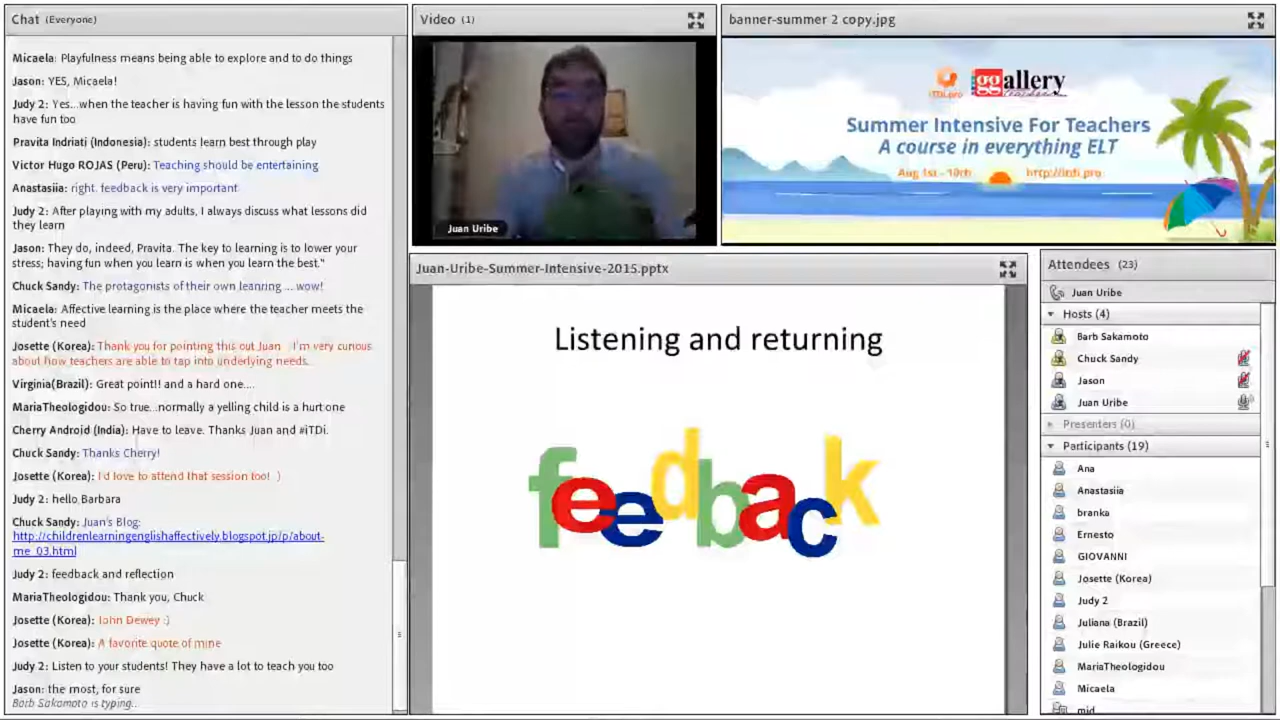 Chat (Everyone)
Micaela: Playfulness means being able to explore and to do things
Jason: YES, Micaela!
Judy 2: Yes...when the teacher is having fun with the lesson the students
have fun too
Pravita Indriati (Indonesia): students learn best through play
Victor Hugo ROJAS (Peru): Teaching should be entertaining
Anastasiia: right. feedback is very important
Judy 2: After playing with my adults, I always discuss what lessons did
they learn
Jason: They do, indeed, Pravita. The key to learning is to lower your
stress; having fun when you learn is when you learn the best."
Chuck Sandy: The protagonists of their own learning ... wow!
Micaela: Affective learning is the place where the teacher meets the
student's need
Josette (Korea): Thank you for pointing this out Juan I'm very curious
about how teachers are able to tap into underlying needs.
Virginia(Brazil): Great point!! and a hard one....
MariaTheologidou: So true...normally a yelling child is a hurt one
Cherry Android (India): Have to leave. Thanks Juan and #iTDi.
Chuck Sandy: Thanks Cherry!
Josette (Korea): I'd love to attend that session too! :)
Judy 2: hello Barbara
Chuck Sandy: Juan's Blog:
http://childrenlearningenglishaffectively.blogspot.jp/p/about-
me_03.html
Judy 2: feedback and reflection
MariaTheologidou: Thank you, Chuck
Josette (Korea): John Dewey :)
Josette (Korea): A favorite quote of mine
Judy 2: Listen to your students! They have a lot to teach you too
Jason: the most, for sure
Barb Sakamoto is typing...
Video (1)
Juan Uribe
banner-summer 2 copy.jpg
iTDi.pro
ggallery
teachers
Summer Intensive For Teachers
A course in everything ELT
Aug 1st - 10th http://itdi.pro
Juan-Uribe-Summer-Intensive-2015.pptx
Listening and returning
feedback
Attendees (23)
Juan Uribe
Hosts (4)
Barb Sakamoto
Chuck Sandy
Jason
Juan Uribe
Presenters (0)
Participants (19)
Ana
Anastasiia
branka
Ernesto
GIOVANNI
Josette (Korea)
Judy 2
Juliana (Brazil)
Julie Raikou (Greece)
MariaTheologidou
Micaela
mid